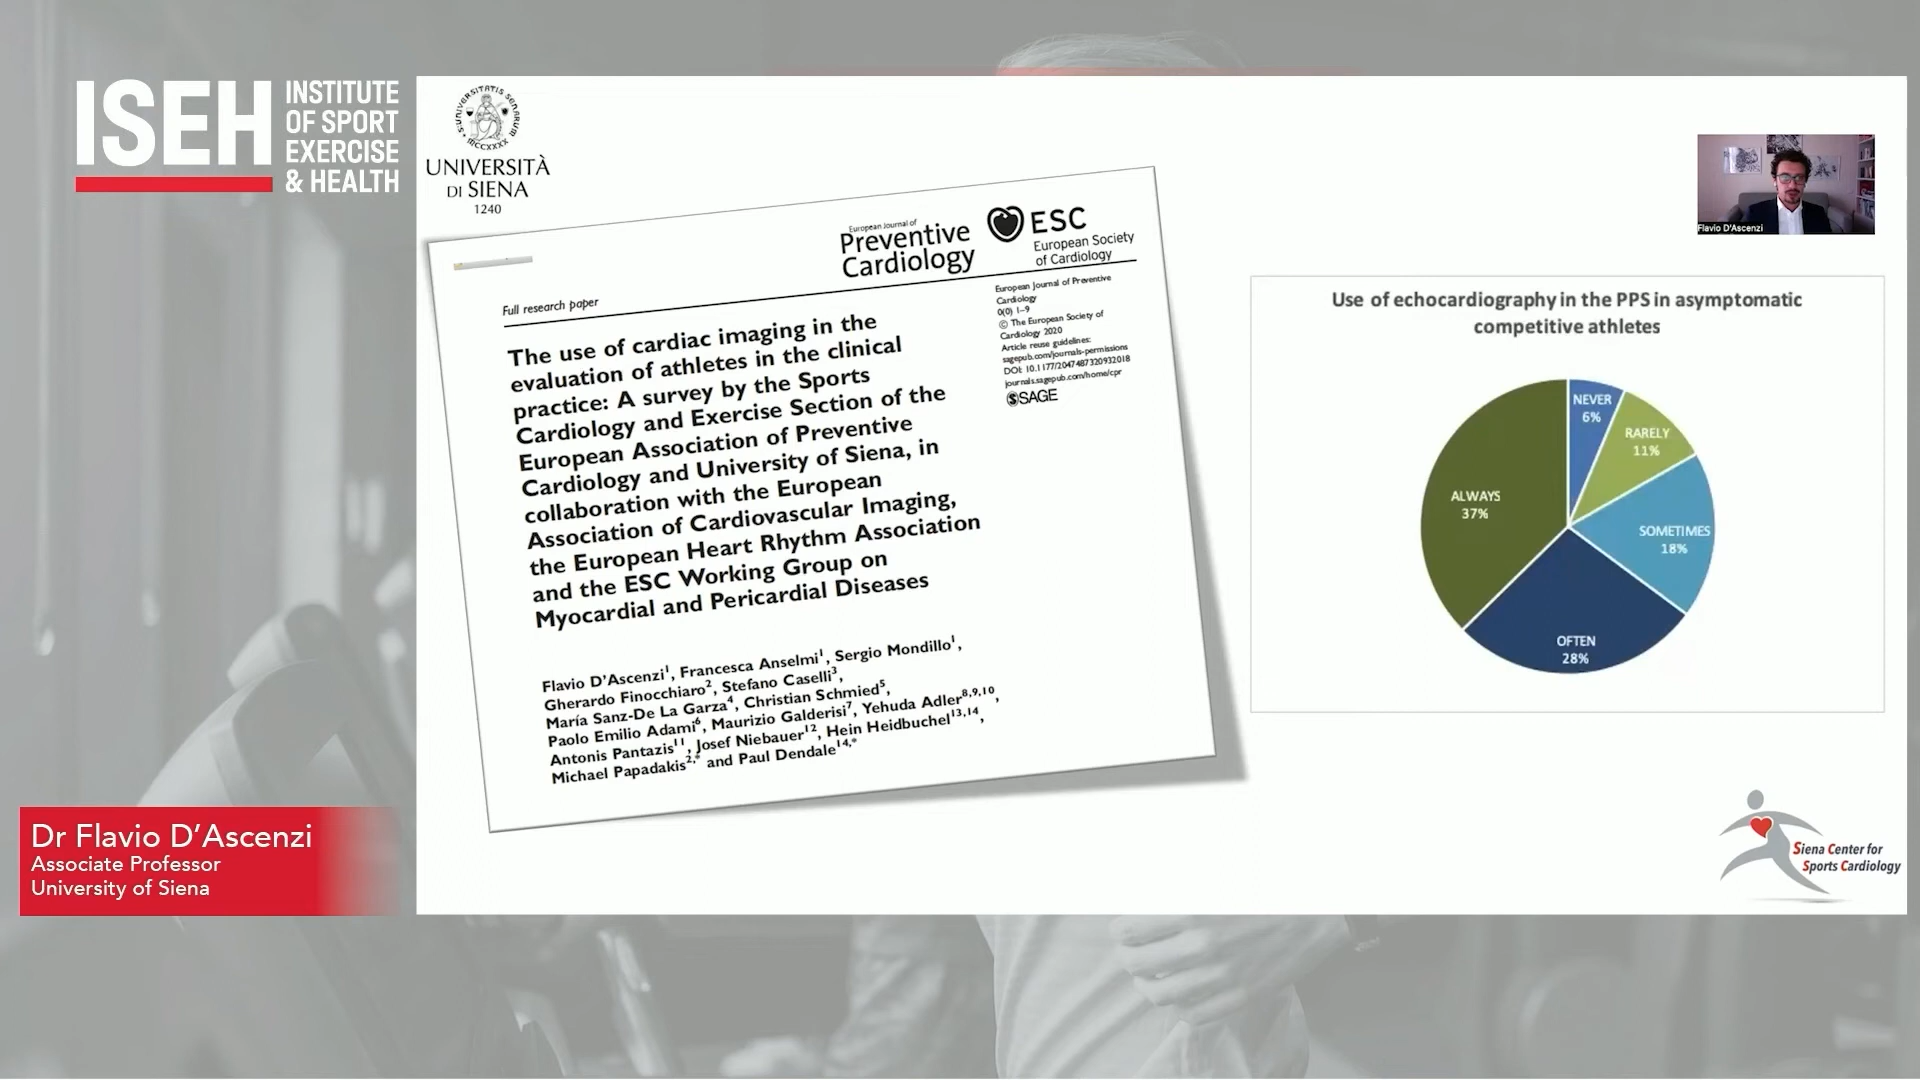 ISEH
INSTITUTE
OF SPORT
EXERCISE
& HEALTH
UNIVERSITÀ
DI SIENA
1240
European Journal of
Preventive
Cardiology
ESC
European Society
of Cardiology
Full research paper
The use of cardiac imaging in the
evaluation of athletes in the clinical
practice: A survey by the Sports
Cardiology and Exercise Section of the
European Association of Preventive
Cardiology and University of Siena, in
collaboration with the European
Association of Cardiovascular Imaging,
the European Heart Rhythm Association
and the ESC Working Group on
Myocardial and Pericardial Diseases
European Journal of Preventive
Cardiology
0(0) 1–9
© The European Society of
Cardiology 2020
Article reuse guidelines:
sagepub.com/journals-permissions
DOI: 10.1177/2047487320932018
journals.sagepub.com/home/cpr
SAGE
Flavio D'Ascenzi1, Francesca Anselmi1, Sergio Mondillo1,
Gherardo Finocchiaro2, Stefano Caselli3,
María Sanz-De La Garza4, Christian Schmied5,
Paolo Emilio Adami6, Maurizio Galderisi7, Yehuda Adler8,9,10,
Antonis Pantazis11, Josef Niebauer12, Hein Heidbuchel13,14,
Michael Papadakis2,* and Paul Dendale14,*
Flavio D'Ascenzi
Use of echocardiography in the PPS in asymptomatic
competitive athletes
NEVER
6%
RARELY
11%
SOMETIMES
18%
OFTEN
28%
ALWAYS
37%
Siena Center for
Sports Cardiology
Dr Flavio D'Ascenzi
Associate Professor
University of Siena